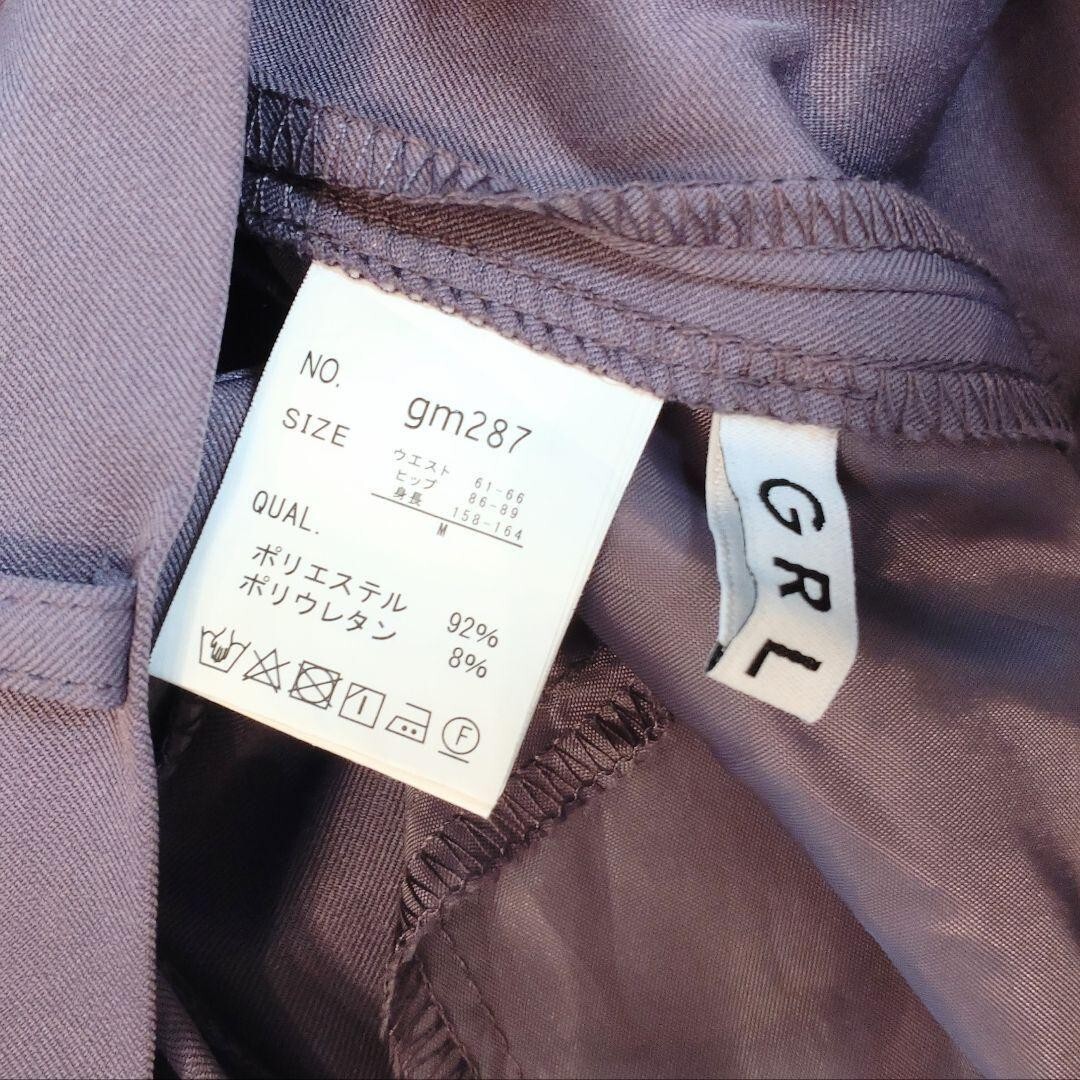 NO. gm287
SIZE
ウエスト 61-66
ヒップ 86-89
身長 158-164
M
QUAL.
ポリエステル 92%
ポリウレタン 8%
F
GRL